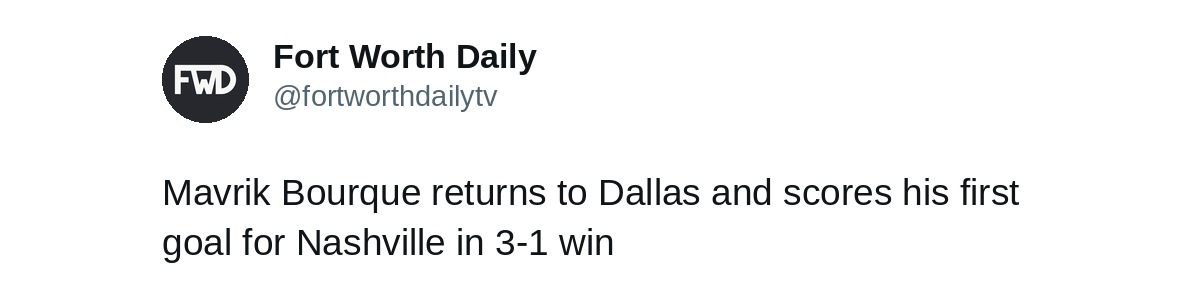 FWD
Fort Worth Daily
@fortworthdailytv
Mavrik Bourque returns to Dallas and scores his first
goal for Nashville in 3-1 win